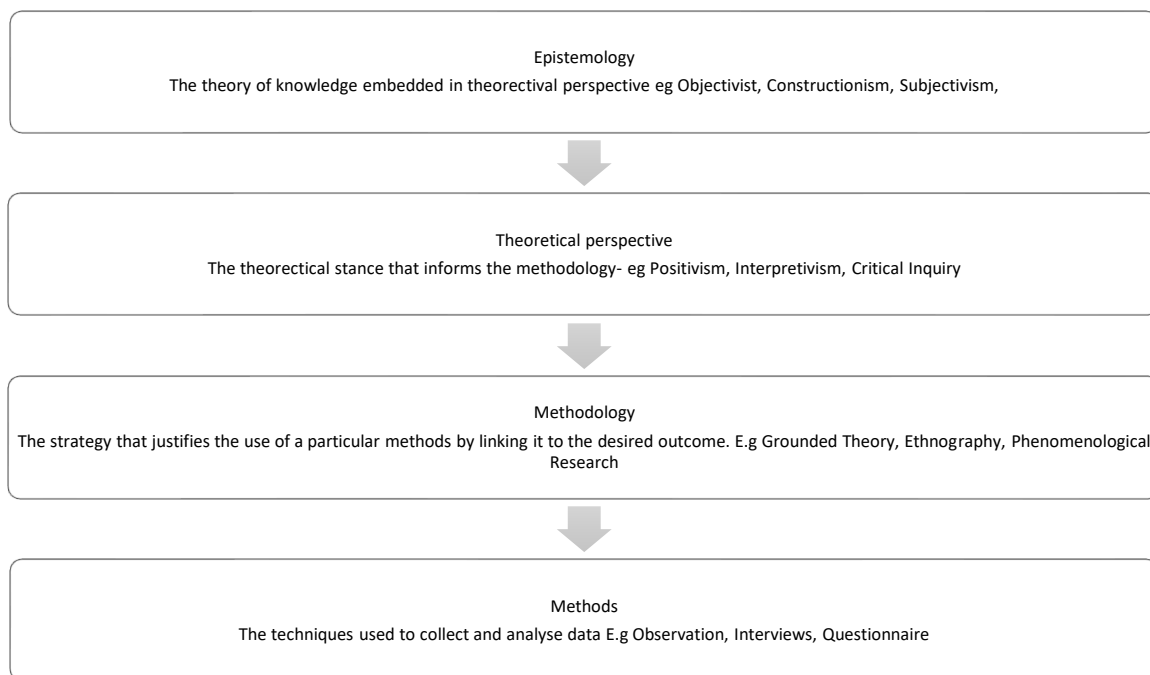 Epistemology
The theory of knowledge embedded in theorectival perspective eg Objectivist, Constructionism, Subjectivism,
Theoretical perspective
The theorectical stance that informs the methodology- eg Positivism, Interpretivism, Critical Inquiry
Methodology
The strategy that justifies the use of a particular methods by linking it to the desired outcome. E.g Grounded Theory, Ethnography, Phenomenological
Research
Methods
The techniques used to collect and analyse data E.g Observation, Interviews, Questionnaire